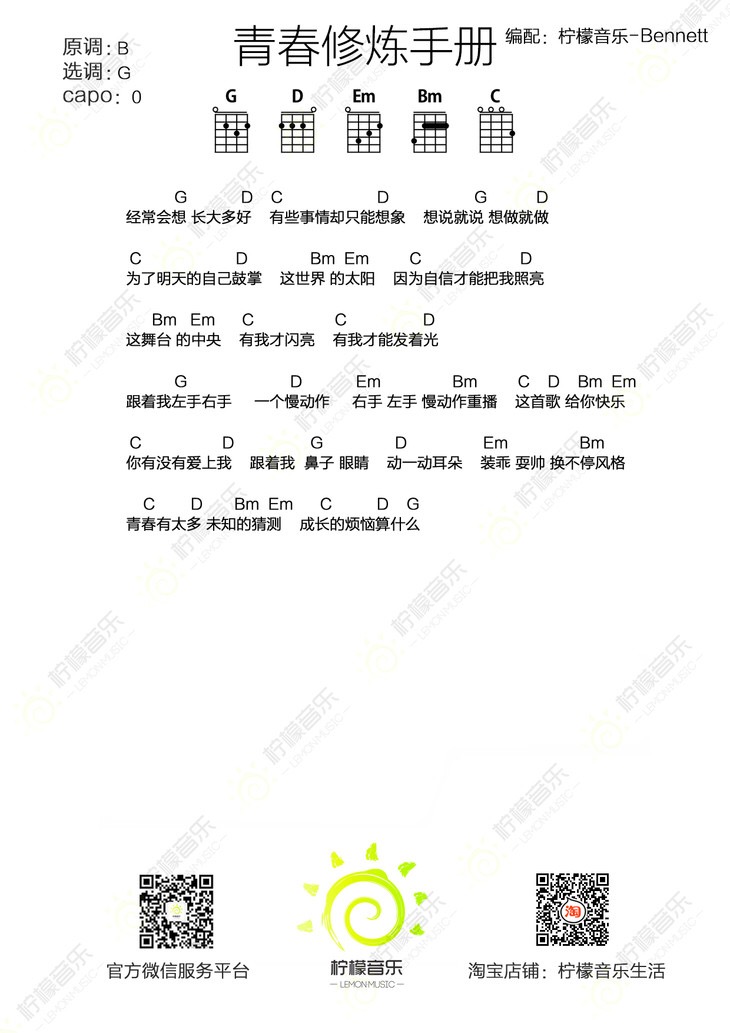 青春修炼手册
编配：柠檬音乐-Bennett
原调：B
选调：G
capo：0
G D Em Bm C
G D C D G D
经常会想 长大多好 有些事情却只能想象 想说就说 想做就做
C D Bm Em C D
为了明天的自己鼓掌 这世界 的太阳 因为自信才能把我照亮
Bm Em C C D
这舞台 的中央 有我才闪亮 有我才能发着光
G D Em Bm C D Bm Em
跟着我左手右手 一个慢动作 右手 左手 慢动作重播 这首歌 给你快乐
C D G D Em Bm
你有没有爱上我 跟着我 鼻子 眼睛 动一动耳朵 装乖 耍帅 换不停风格
C D Bm Em C D G
青春有太多 未知的猜测 成长的烦恼算什么
淘
柠檬音乐
LEMON MUSIC
官方微信服务平台
淘宝店铺：柠檬音乐生活